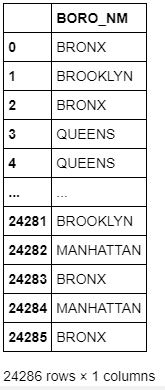 BORO_NM
0 BRONX
1 BROOKLYN
2 BRONX
3 QUEENS
4 QUEENS
... ...
24281 BROOKLYN
24282 MANHATTAN
24283 BRONX
24284 MANHATTAN
24285 BRONX
24286 rows × 1 columns